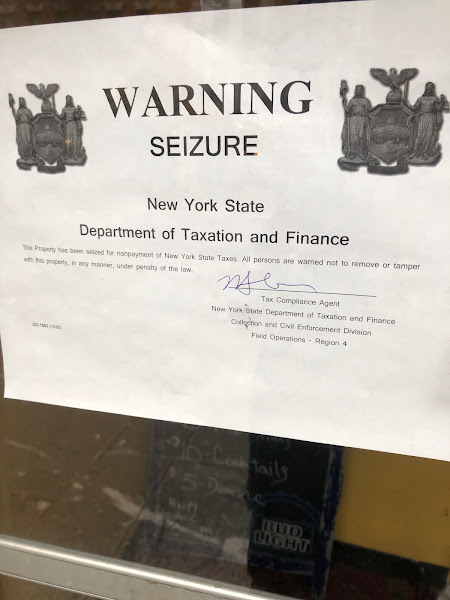 WARNING
SEIZURE
New York State
Department of Taxation and Finance
This Property has been seized for nonpayment of New York State Taxes. All persons are warned not to remove or tamper
with this property, in any manner, under penalty of the law.
Tax Compliance Agent
New York State Department of Taxation and Finance
Collection and Civil Enforcement Division
Field Operations - Region 4
$10-Cocktails
$5
BUD
LIGHT